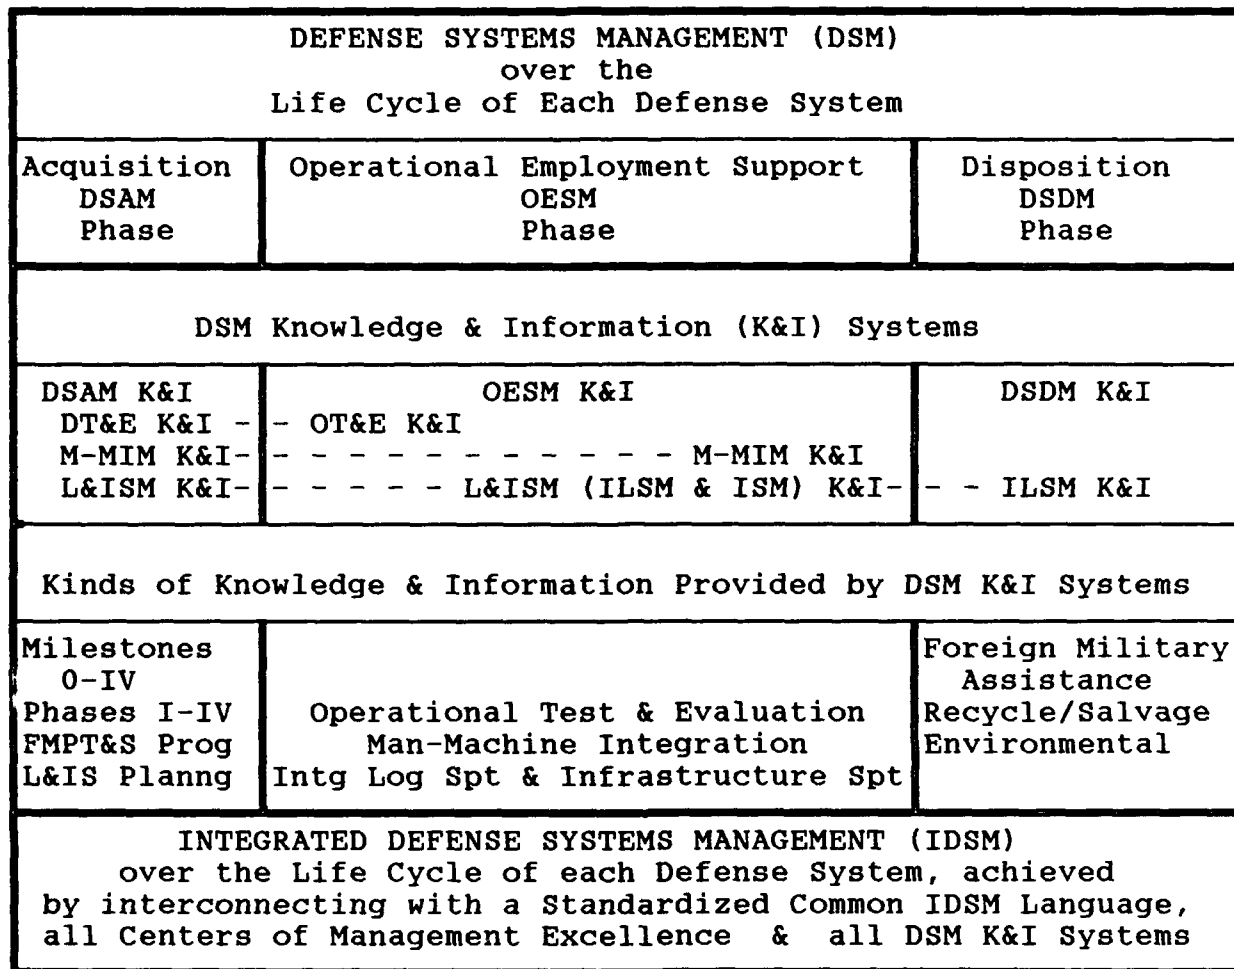 DEFENSE SYSTEMS MANAGEMENT (DSM)
over the
Life Cycle of Each Defense System
Acquisition
DSAM
Phase
Operational Employment Support
OESM
Phase
Disposition
DSDM
Phase
DSM Knowledge & Information (K&I) Systems
DSAM K&I OESM K&I DSDM K&I
DT&E K&I - - OT&E K&I
M-MIM K&I- - - - - - - - - - - - M-MIM K&I
L&ISM K&I- - - - - - L&ISM (ILSM & ISM) K&I- - - ILSM K&I
Kinds of Knowledge & Information Provided by DSM K&I Systems
Milestones
0-IV
Phases I-IV
FMPT&S Prog
L&IS Planng
Operational Test & Evaluation
Man-Machine Integration
Intg Log Spt & Infrastructure Spt
Foreign Military
Assistance
Recycle/Salvage
Environmental
INTEGRATED DEFENSE SYSTEMS MANAGEMENT (IDSM)
over the Life Cycle of each Defense System, achieved
by interconnecting with a Standardized Common IDSM Language,
all Centers of Management Excellence & all DSM K&I Systems